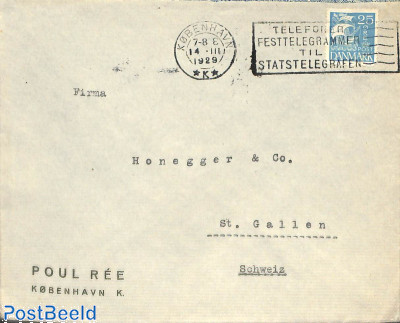 KØBENHAVN
7-8 E
14 III
1929
★K★
TELEFONER
FESTTELEGRAMMER
TIL
STATSTELEGRAFEN
25
DANMARK
Firma
Honegger & Co.
St. Gallen
Schweiz
POUL RÉE
KØBENHAVN K.
PostBeeld